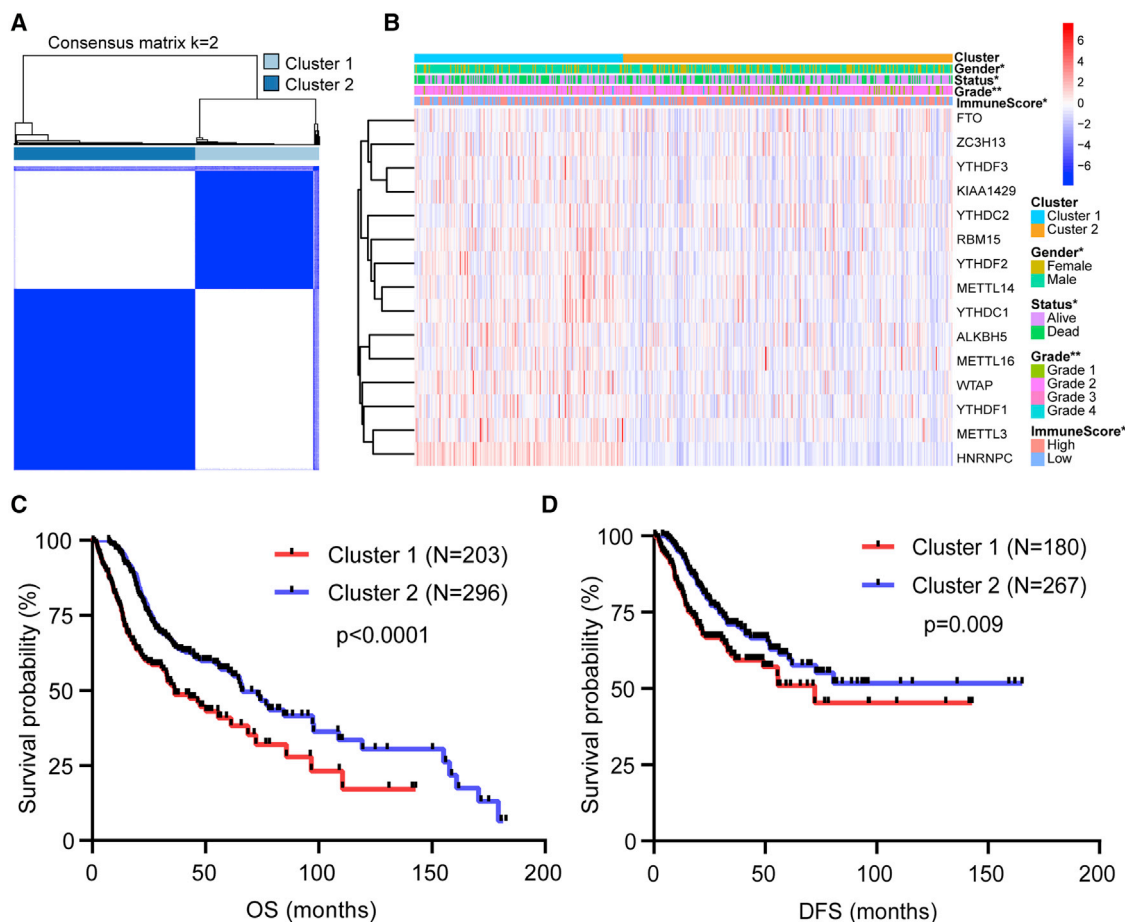 A
Consensus matrix k=2
Cluster 1
Cluster 2
B
Cluster
Gender*
Status*
Grade**
ImmuneScore*
FTO
ZC3H13
YTHDF3
KIAA1429
YTHDC2
RBM15
YTHDF2
METTL14
YTHDC1
ALKBH5
METTL16
WTAP
YTHDF1
METTL3
HNRNPC
6
4
2
0
−2
−4
−6
Cluster
Cluster 1
Custer 2
Gender*
Female
Male
Status*
Alive
Dead
Grade**
Grade 1
Grade 2
Grade 3
Grade 4
ImmuneScore*
High
Low
C
Survival probability (%)
100
75
50
25
0
Cluster 1 (N=203)
Cluster 2 (N=296)
p<0.0001
0 50 100 150 200
OS (months)
D
Survival probability (%)
100
75
50
25
0
Cluster 1 (N=180)
Cluster 2 (N=267)
p=0.009
0 50 100 150 200
DFS (months)